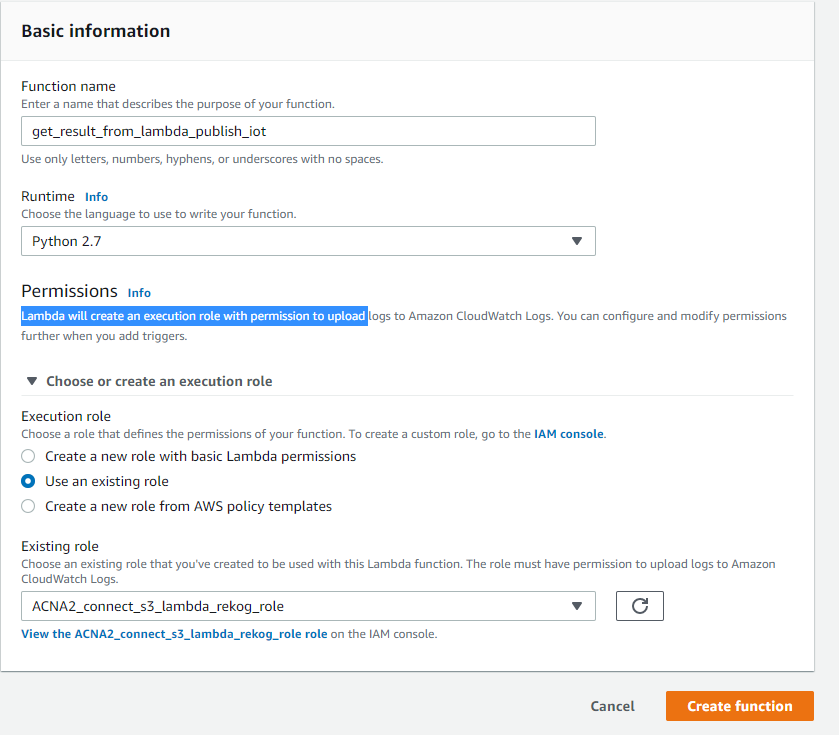 Basic information
Function name
Enter a name that describes the purpose of your function.
get_result_from_lambda_publish_iot
Use only letters, numbers, hyphens, or underscores with no spaces.
Runtime Info
Choose the language to use to write your function.
Python 2.7
Permissions Info
Lambda will create an execution role with permission to upload logs to Amazon CloudWatch Logs. You can configure and modify permissions
further when you add triggers.
Choose or create an execution role
Execution role
Choose a role that defines the permissions of your function. To create a custom role, go to the IAM console.
Create a new role with basic Lambda permissions
Use an existing role
Create a new role from AWS policy templates
Existing role
Choose an existing role that you've created to be used with this Lambda function. The role must have permission to upload logs to Amazon
CloudWatch Logs.
ACNA2_connect_s3_lambda_rekog_role
View the ACNA2_connect_s3_lambda_rekog_role role on the IAM console.
Cancel Create function